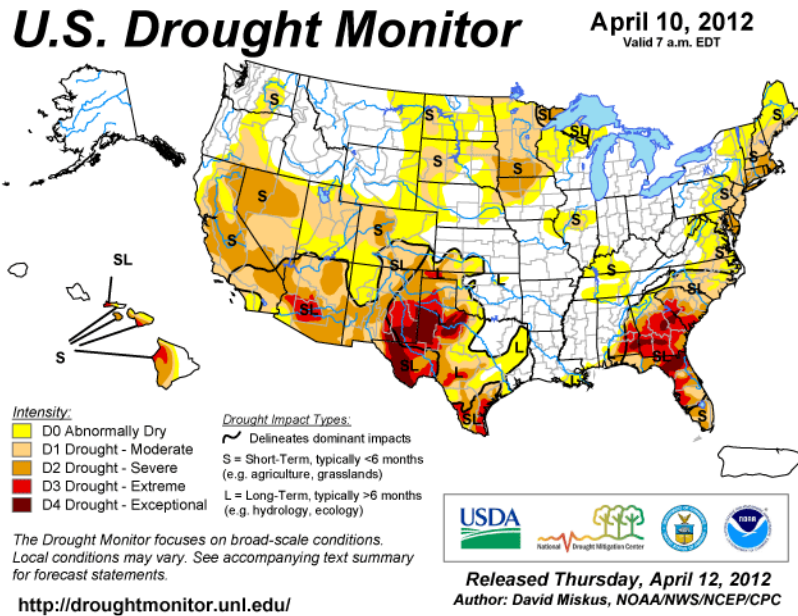 U.S. Drought Monitor
April 10, 2012
Valid 7 a.m. EDT
S
SL
SL
S
S
S
S
S
S
S
S
S
S
S
S
SL
L
L
S
SL
SL
L
SL
L
SL
L
SL
S
SL
S
Intensity:
D0 Abnormally Dry
D1 Drought - Moderate
D2 Drought - Severe
D3 Drought - Extreme
D4 Drought - Exceptional
Drought Impact Types:
Delineates dominant impacts
S = Short-Term, typically <6 months
(e.g. agriculture, grasslands)
L = Long-Term, typically >6 months
(e.g. hydrology, ecology)
The Drought Monitor focuses on broad-scale conditions.
Local conditions may vary. See accompanying text summary
for forecast statements.
http://droughtmonitor.unl.edu/
USDA
National Drought Mitigation Center
NOAA
Released Thursday, April 12, 2012
Author: David Miskus, NOAA/NWS/NCEP/CPC